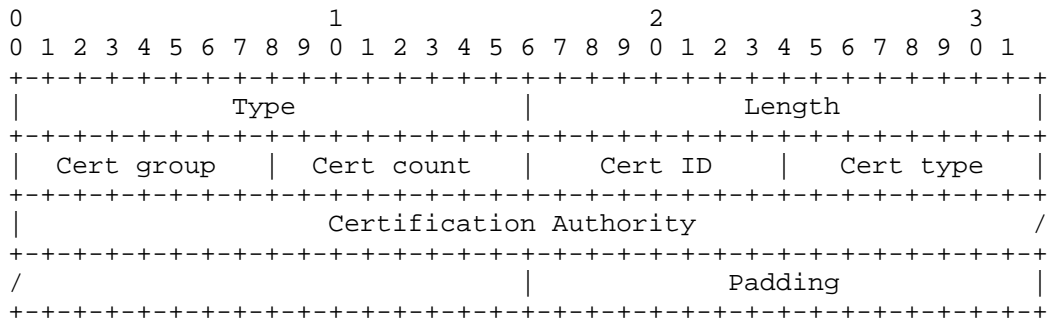 0                   1                   2                   3
0 1 2 3 4 5 6 7 8 9 0 1 2 3 4 5 6 7 8 9 0 1 2 3 4 5 6 7 8 9 0 1
+-+-+-+-+-+-+-+-+-+-+-+-+-+-+-+-+-+-+-+-+-+-+-+-+-+-+-+-+-+-+-+-+
|             Type              |             Length            |
+-+-+-+-+-+-+-+-+-+-+-+-+-+-+-+-+-+-+-+-+-+-+-+-+-+-+-+-+-+-+-+-+
|  Cert group   |  Cert count   |    Cert ID    |   Cert type   |
+-+-+-+-+-+-+-+-+-+-+-+-+-+-+-+-+-+-+-+-+-+-+-+-+-+-+-+-+-+-+-+-+
|                   Certification Authority                     /
+-+-+-+-+-+-+-+-+-+-+-+-+-+-+-+-+-+-+-+-+-+-+-+-+-+-+-+-+-+-+-+-+
/                               |            Padding            |
+-+-+-+-+-+-+-+-+-+-+-+-+-+-+-+-+-+-+-+-+-+-+-+-+-+-+-+-+-+-+-+-+